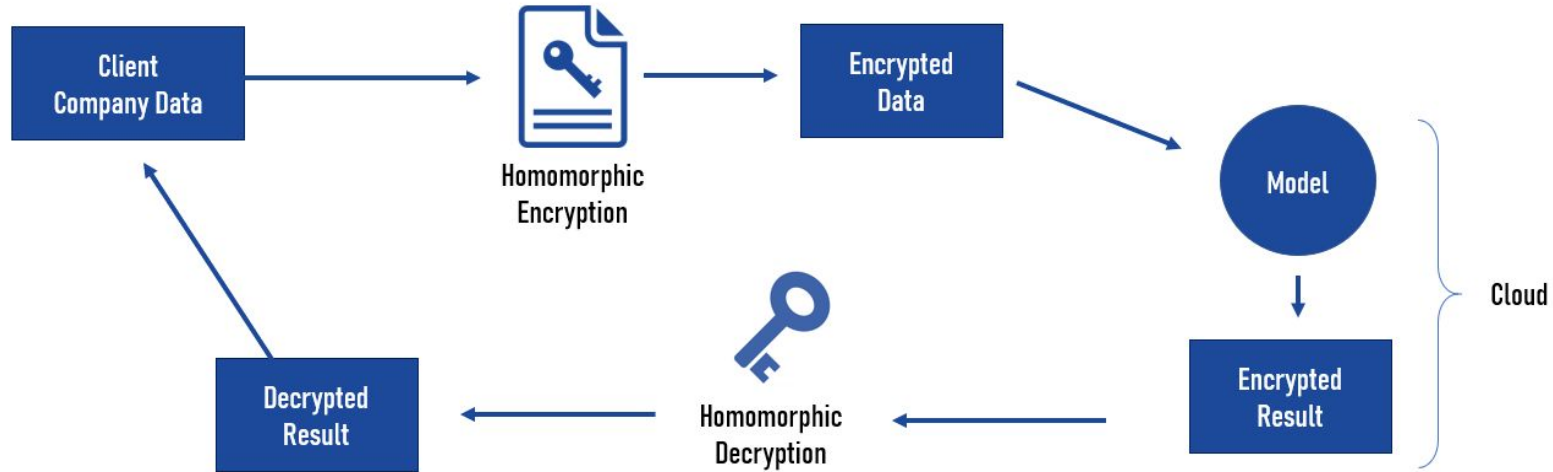 Client
Company Data
Homomorphic
Encryption
Encrypted
Data
Model
Cloud
Encrypted
Result
Homomorphic
Decryption
Decrypted
Result